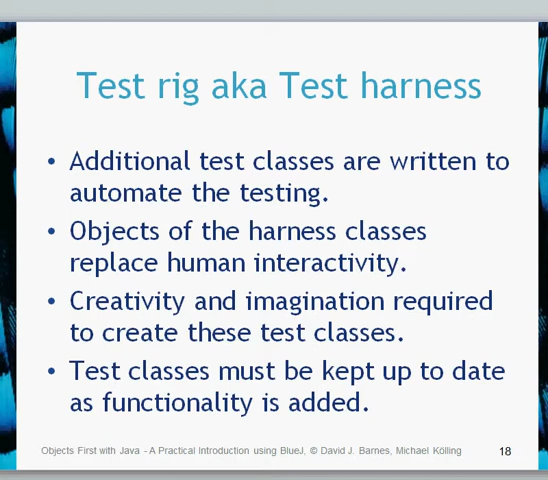 Test rig aka Test harness
• Additional test classes are written to
automate the testing.
• Objects of the harness classes
replace human interactivity.
• Creativity and imagination required
to create these test classes.
• Test classes must be kept up to date
as functionality is added.
Objects First with Java - A Practical Introduction using BlueJ, © David J. Barnes, Michael Kölling 18